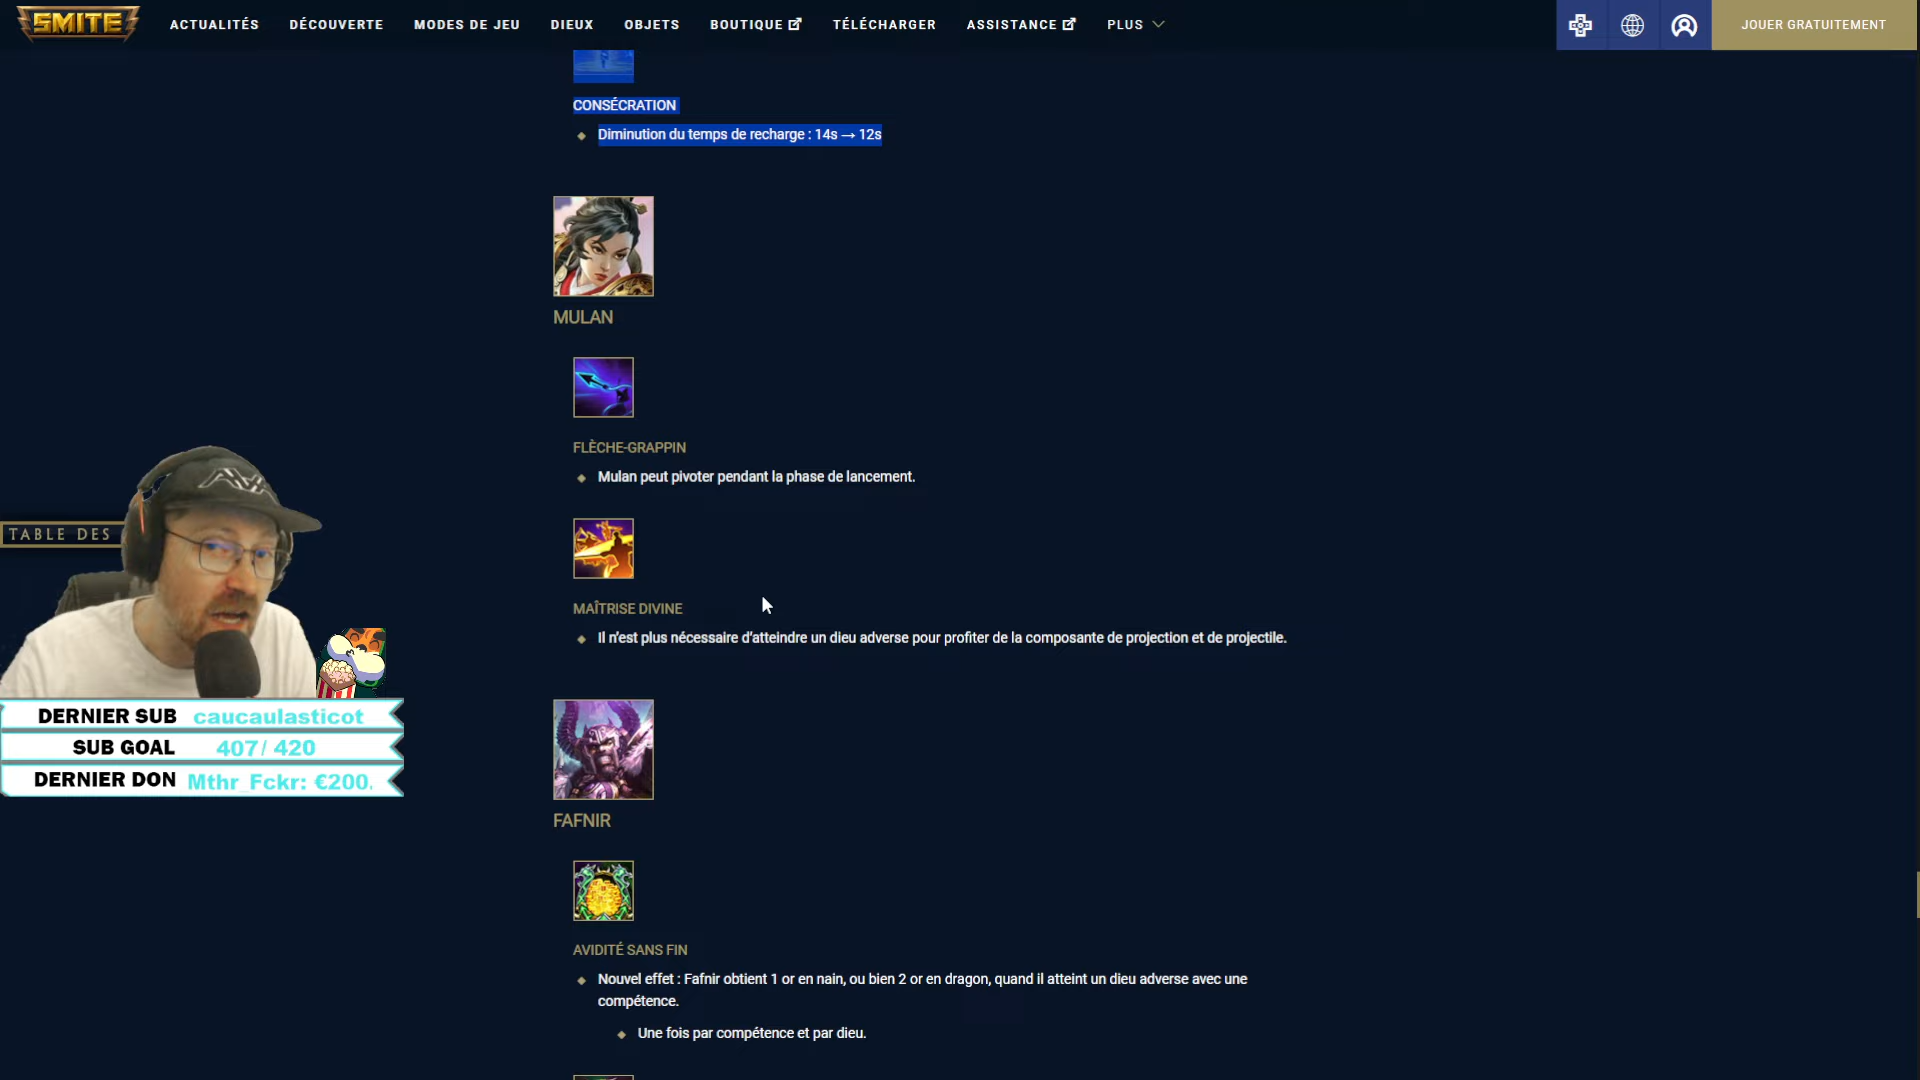 SMITE
ACTUALITÉS
DÉCOUVERTE
MODES DE JEU
DIEUX
OBJETS
BOUTIQUE
TÉLÉCHARGER
ASSISTANCE
PLUS
JOUER GRATUITEMENT
CONSÉCRATION
Diminution du temps de recharge : 14s → 12s
MULAN
FLÈCHE-GRAPPIN
Mulan peut pivoter pendant la phase de lancement.
TABLE DES
MAÎTRISE DIVINE
Il n'est plus nécessaire d'atteindre un dieu adverse pour profiter de la composante de projection et de projectile.
DERNIER SUB caucaulasticot
SUB GOAL 407/ 420
DERNIER DON Mthr_Fckr: €200.
FAFNIR
AVIDITÉ SANS FIN
Nouvel effet : Fafnir obtient 1 or en nain, ou bien 2 or en dragon, quand il atteint un dieu adverse avec une
compétence.
Une fois par compétence et par dieu.